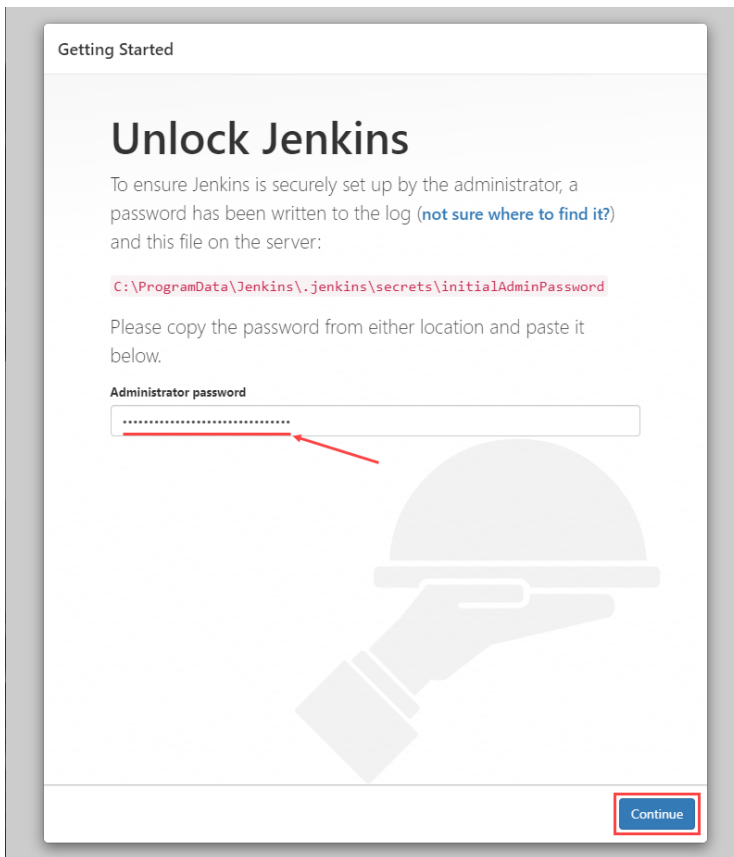 Getting Started
Unlock Jenkins
To ensure Jenkins is securely set up by the administrator, a
password has been written to the log (not sure where to find it?)
and this file on the server:
C:\ProgramData\Jenkins\.jenkins\secrets\initialAdminPassword
Please copy the password from either location and paste it
below.
Administrator password
Continue